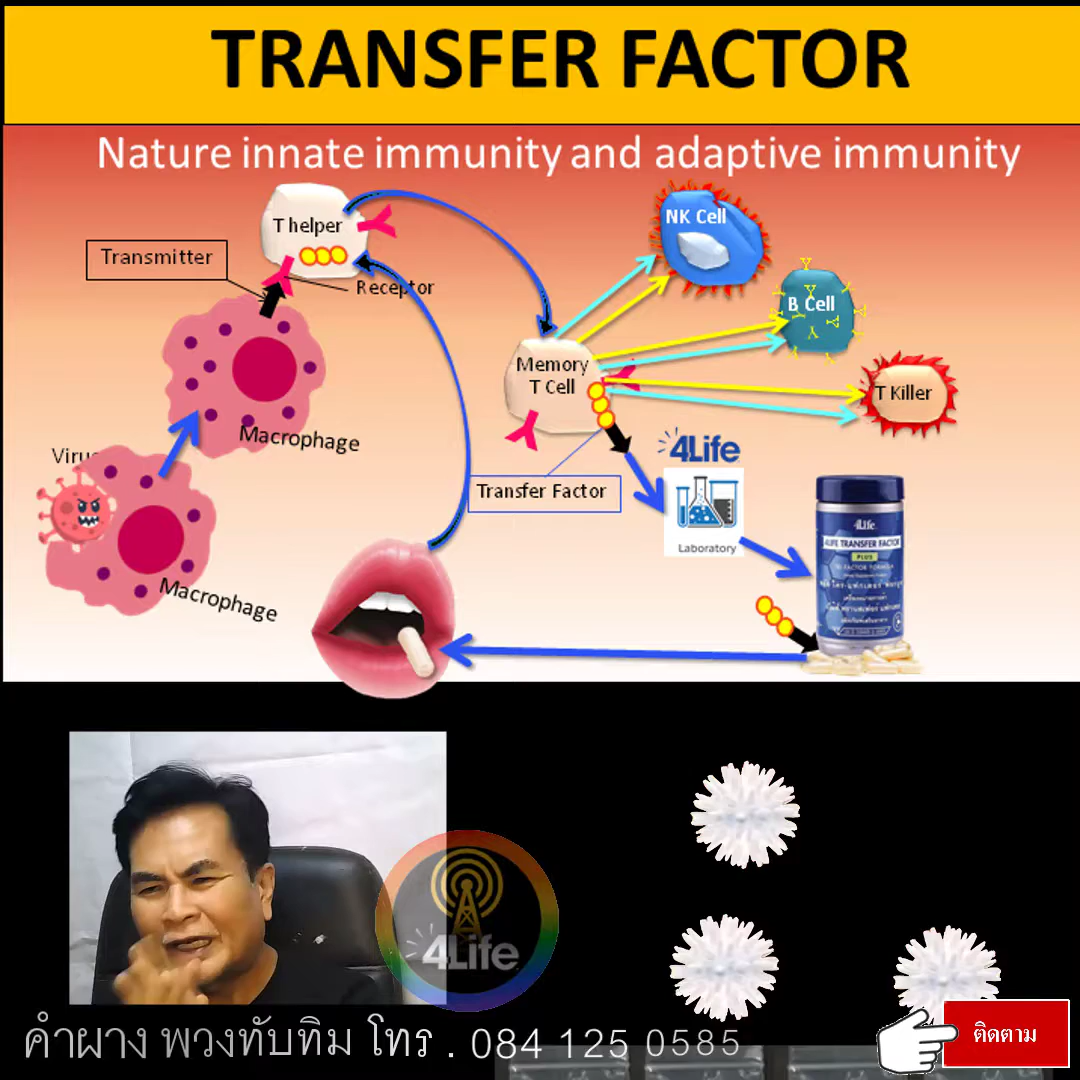 TRANSFER FACTOR
Nature innate immunity and adaptive immunity
T helper
NK Cell
Transmitter
Receptor
B Cell
Memory
T Cell
T Killer
Macrophage
Virus
4Life
Transfer Factor
Laboratory
4Life
4LIFE TRANSFER FACTOR
PLUS
Macrophage
4Life
คำผาง พวงทับทิม โทร . 084 125 0585
ติดตาม